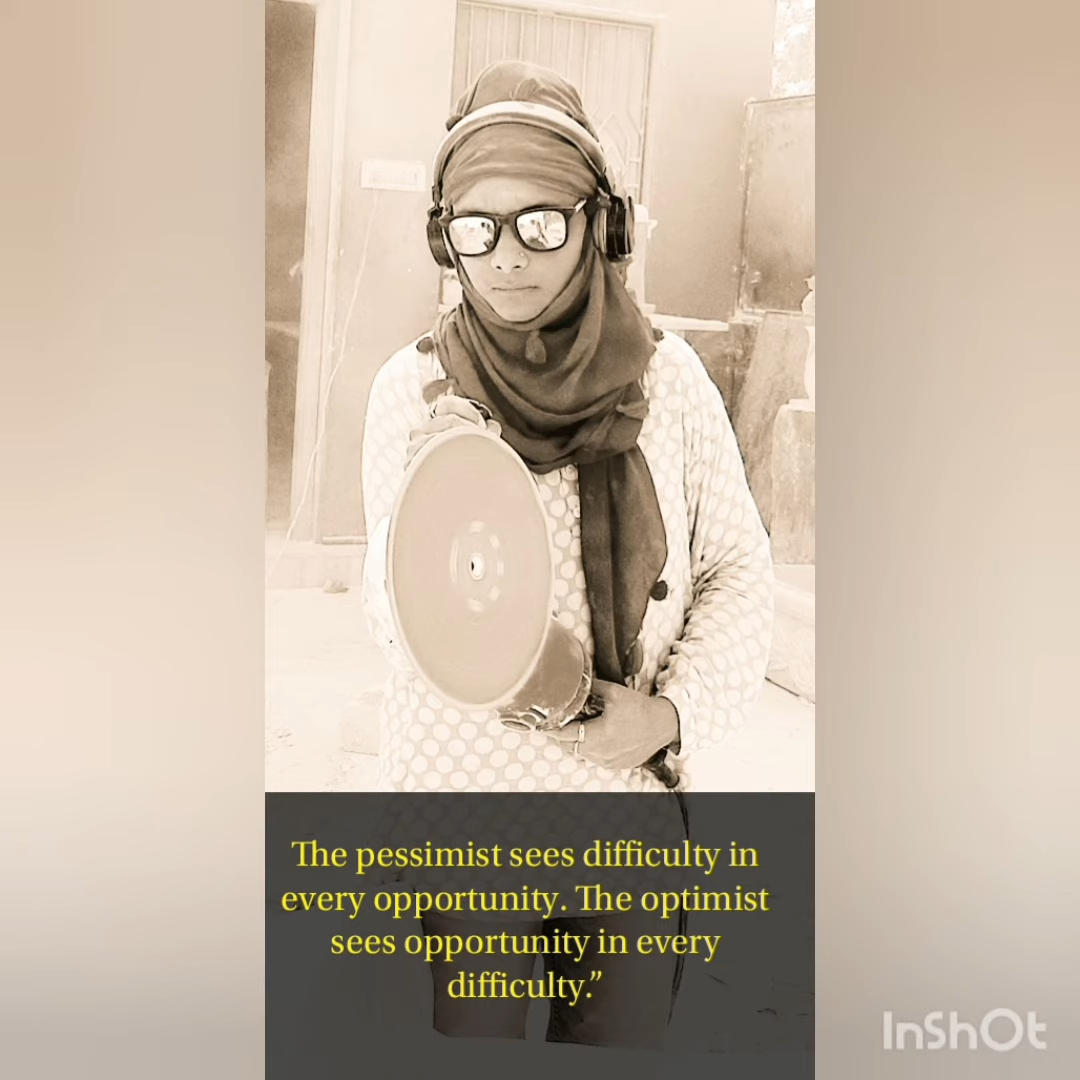 The pessimist sees difficulty in
every opportunity. The optimist
sees opportunity in every
difficulty.”
InShOt